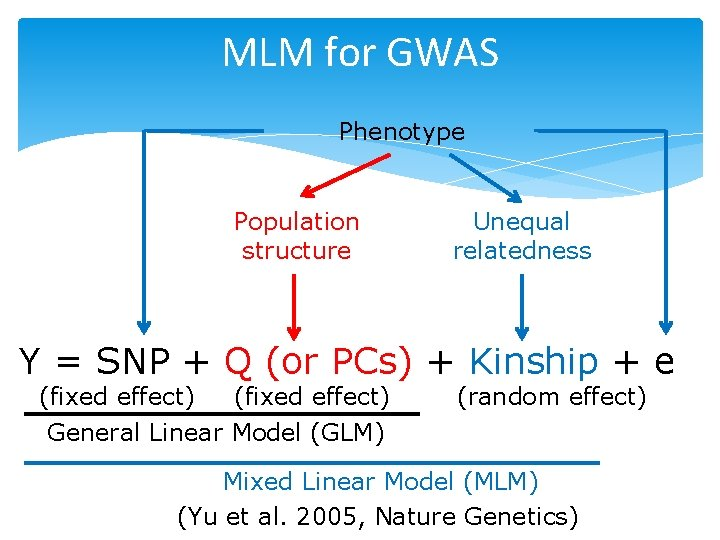 MLM for GWAS
Phenotype
Population
structure
Unequal
relatedness
Y = SNP + Q (or PCs) + Kinship + e
(fixed effect) (fixed effect) (random effect)
General Linear Model (GLM)
Mixed Linear Model (MLM)
(Yu et al. 2005, Nature Genetics)